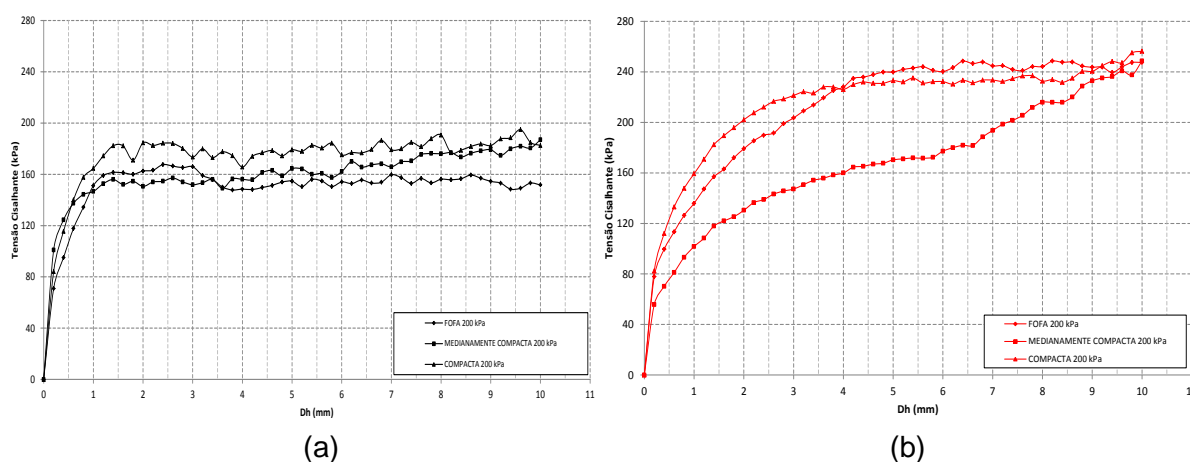 Tensão Cisalhante (kPa)
280
240
200
160
120
80
40
0
0 1 2 3 4 5 6 7 8 9 10 11
Dh (mm)
FOFA 200 kPa
MEDIANAMENTE COMPACTA 200 kPa
COMPACTA 200 kPa
(a)
Tensão Cisalhante (kPa)
280
240
200
160
120
80
40
0
0 1 2 3 4 5 6 7 8 9 10 1
Dh (mm)
FOFA 200 kPa
MEDIANAMENTE COMPACTA 200 kPa
COMPACTA 200 kPa
(b)